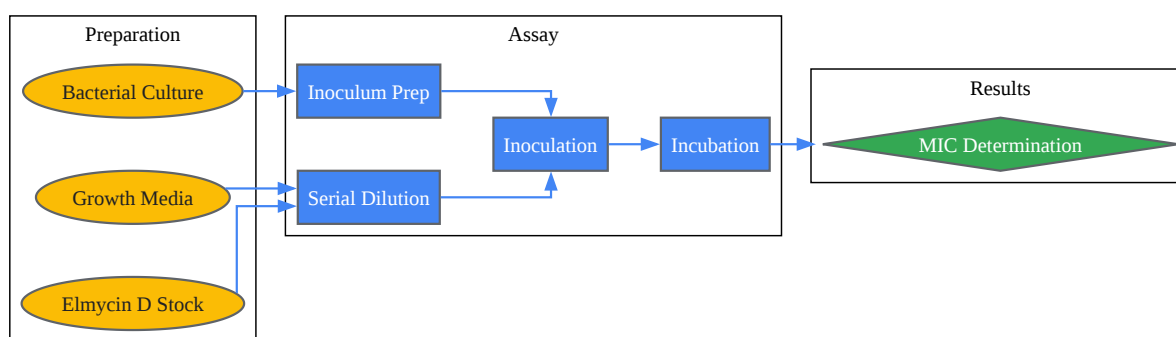 Preparation
Bacterial Culture
Growth Media
Elmycin D Stock
Assay
Inoculum Prep
Serial Dilution
Inoculation
Incubation
Results
MIC Determination